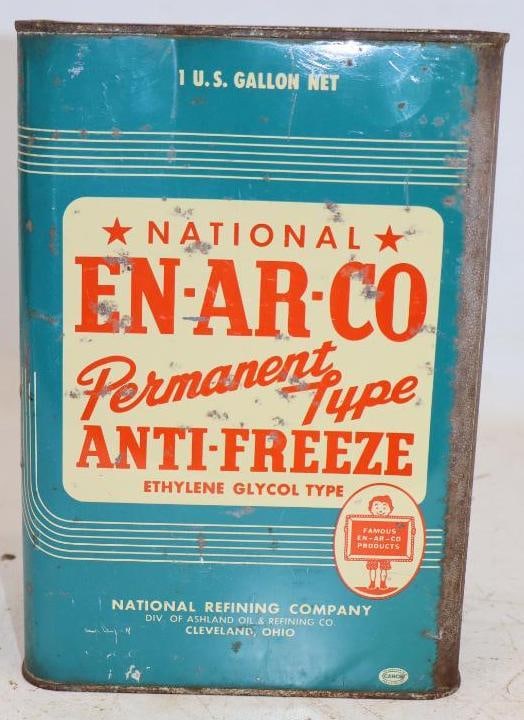 1 U.S. GALLON NET
★ NATIONAL ★
EN-AR-CO
Permanent
Type
ANTI-FREEZE
ETHYLENE GLYCOL TYPE
FAMOUS
EN-AR-CO
PRODUCTS
NATIONAL REFINING COMPANY
DIV. OF ASHLAND OIL & REFINING CO.
CLEVELAND, OHIO
CANCO